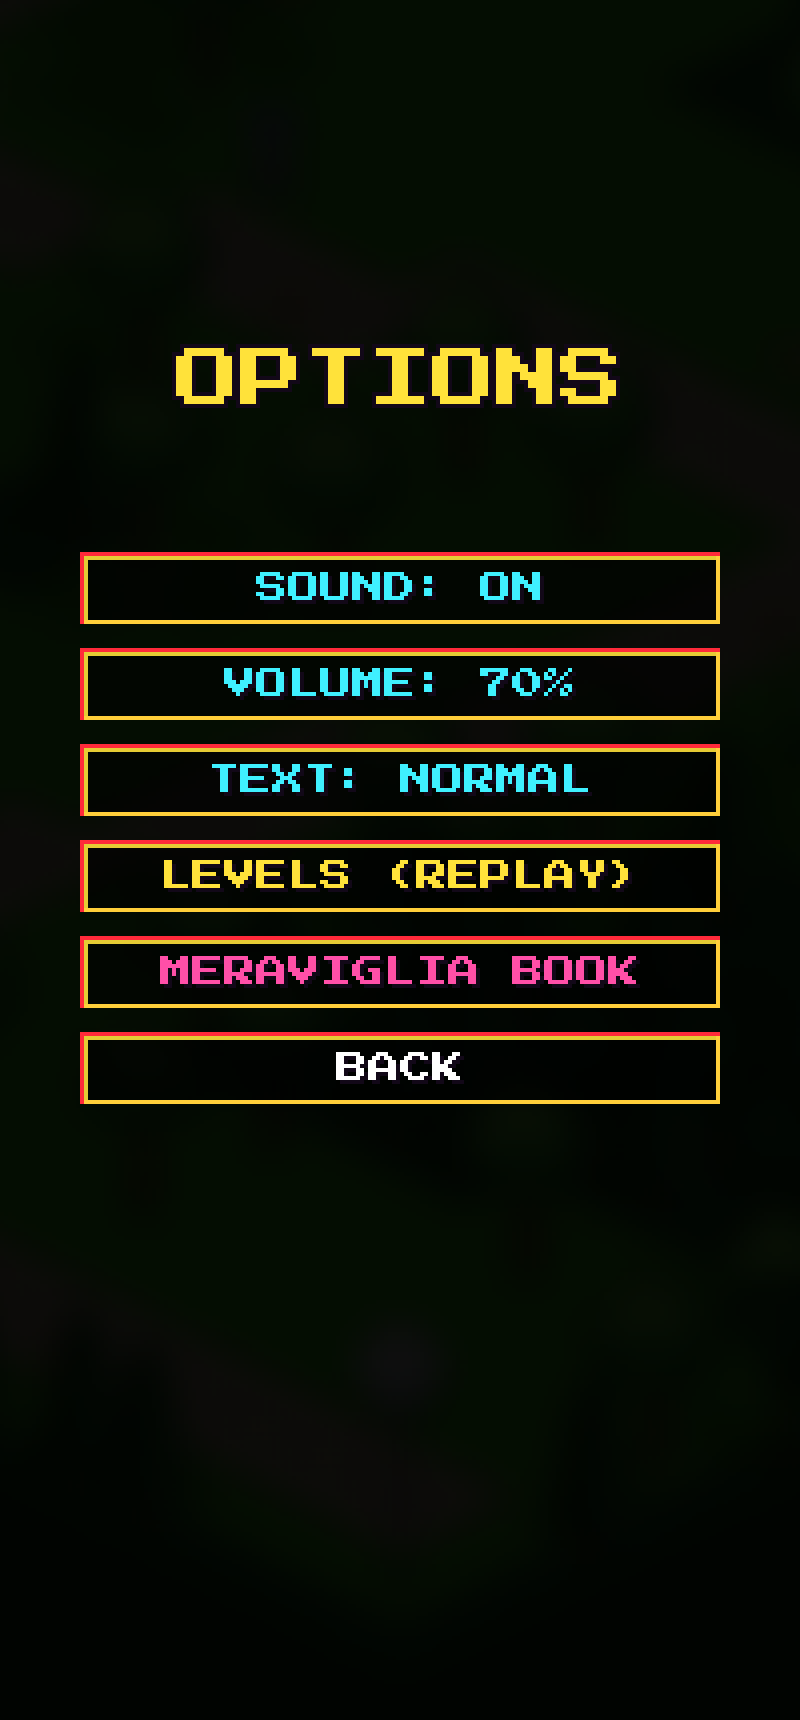 OPTIONS
SOUND: ON
VOLUME: 70%
TEXT: NORMAL
LEVELS (REPLAY)
MERAVIGLIA BOOK
BACK